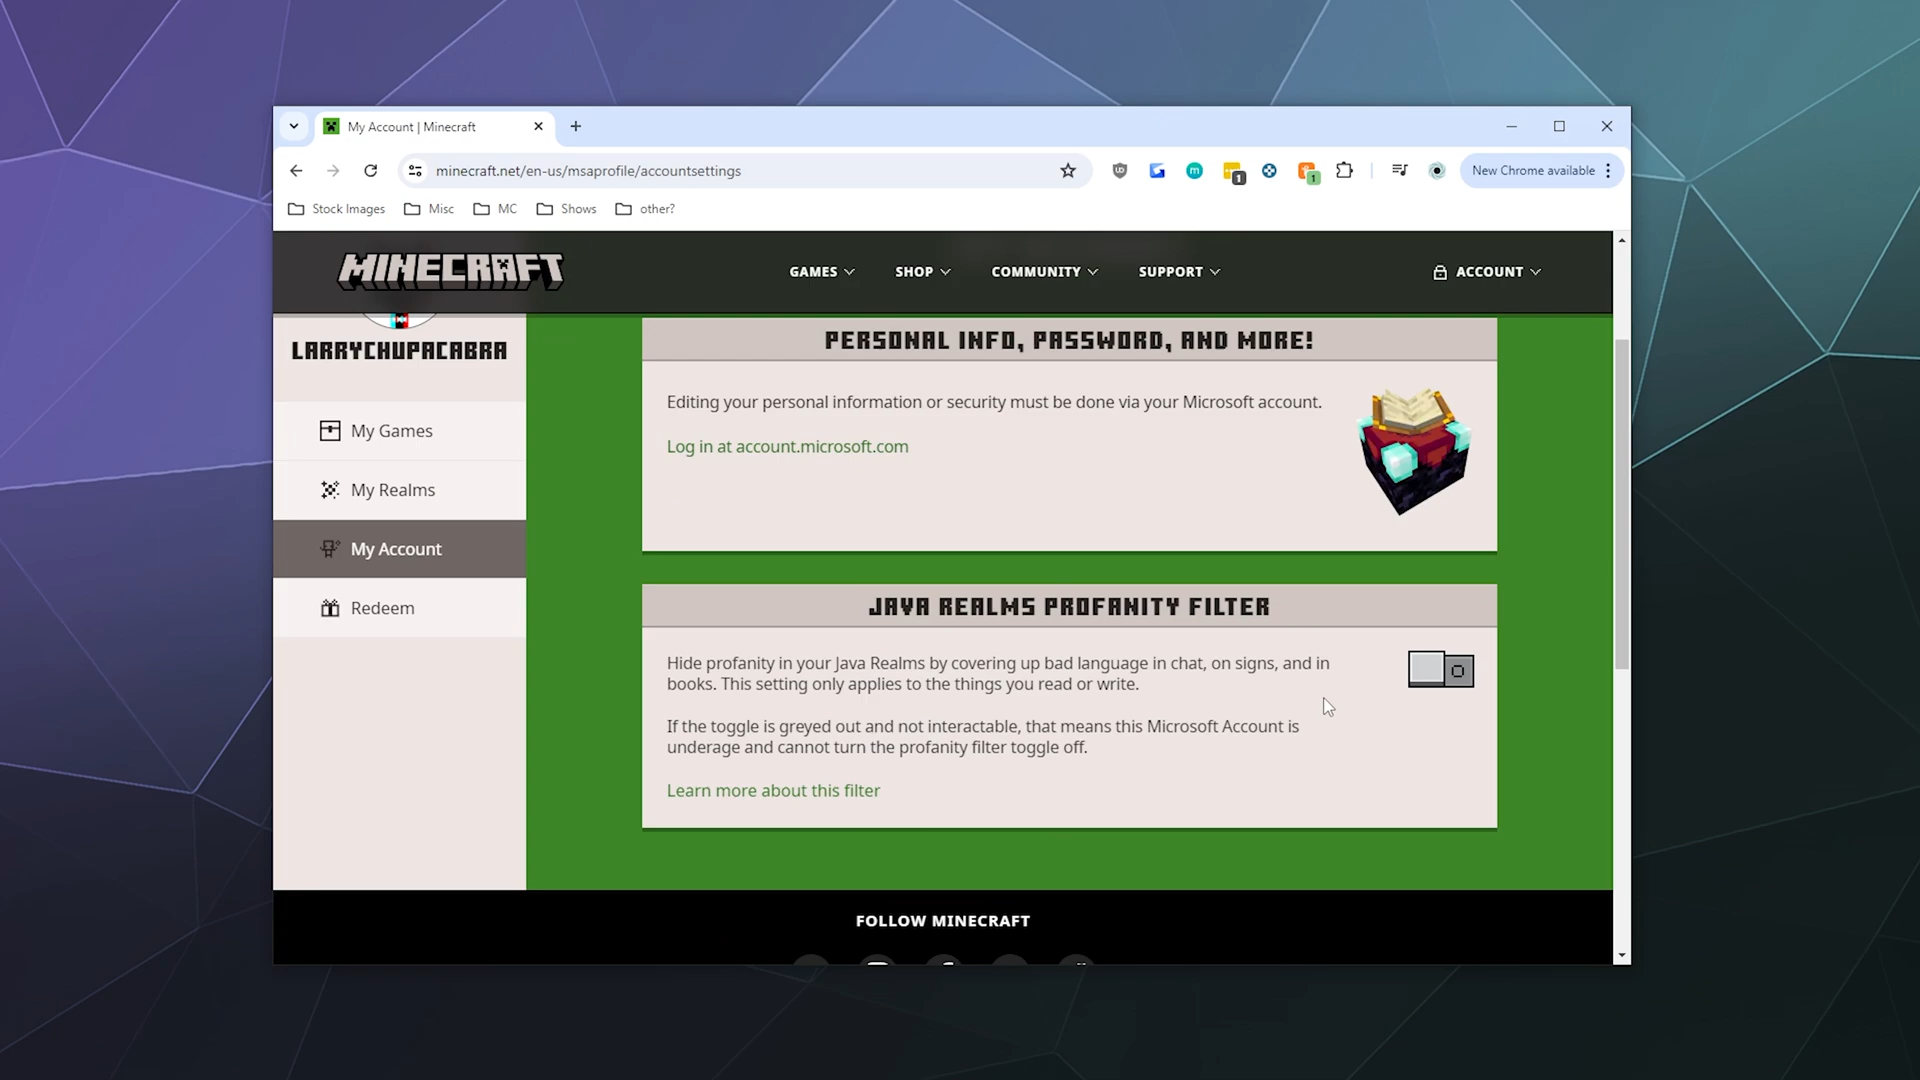 My Account | Minecraft
minecraft.net/en-us/msaprofile/accountsettings
New Chrome available
Stock Images
Misc
MC
Shows
other?
MINECRAFT
GAMES
SHOP
COMMUNITY
SUPPORT
ACCOUNT
LARRYCHUPACABRA
My Games
My Realms
My Account
Redeem
PERSONAL INFO, PASSWORD, AND MORE!
Editing your personal information or security must be done via your Microsoft account.
Log in at account.microsoft.com
JAVA REALMS PROFANITY FILTER
Hide profanity in your Java Realms by covering up bad language in chat, on signs, and in
books. This setting only applies to the things you read or write.
If the toggle is greyed out and not interactable, that means this Microsoft Account is
underage and cannot turn the profanity filter toggle off.
Learn more about this filter
FOLLOW MINECRAFT